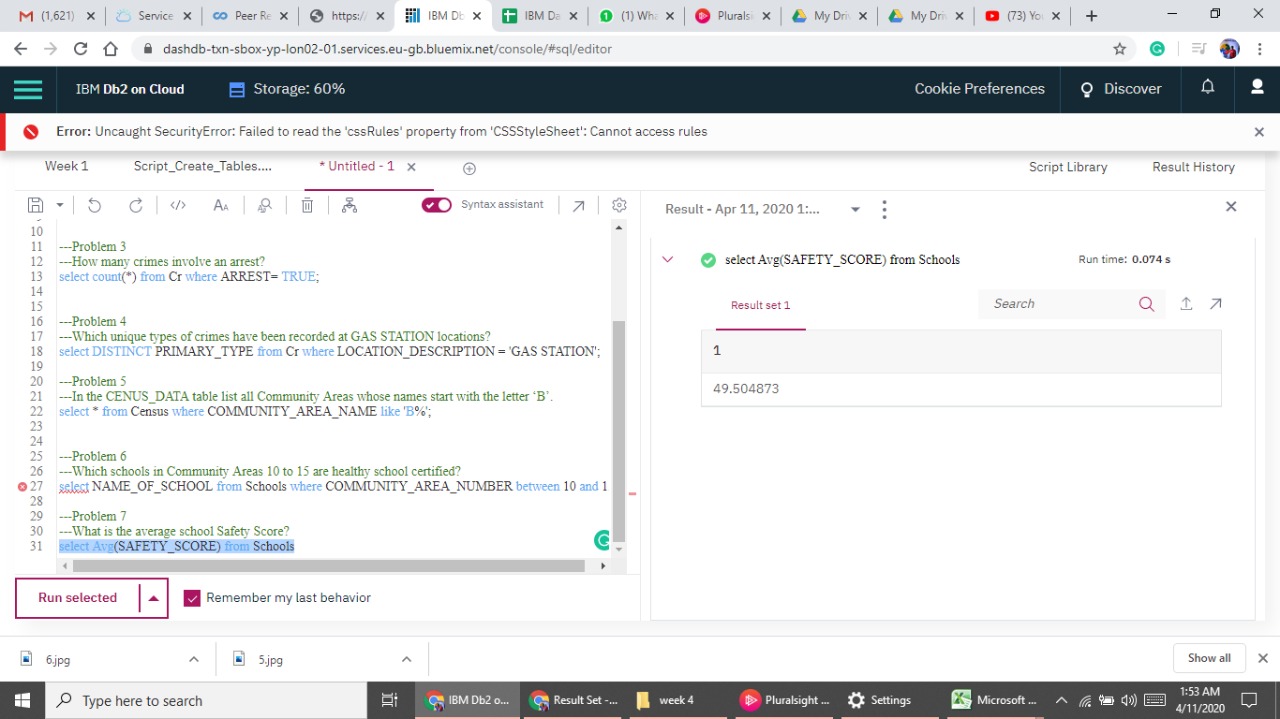 (1,621)
Service
Peer Re
https:/
IBM Db
IBM Da
(1) Wha
Pluralsi
My Driv
My Driv
(73) Yo
dashdb-txn-sbox-yp-lon02-01.services.eu-gb.bluemix.net/console/#sql/editor
IBM Db2 on Cloud
Storage: 60%
Cookie Preferences
Discover
Error: Uncaught SecurityError: Failed to read the 'cssRules' property from 'CSSStyleSheet': Cannot access rules
Week 1
Script_Create_Tables....
* Untitled - 1
Script Library
Result History
Syntax assistant
Result - Apr 11, 2020 1:...
10
11 ---Problem 3
12 ---How many crimes involve an arrest?
13 select count(*) from Cr where ARREST= TRUE;
14
15
16 ---Problem 4
17 ---Which unique types of crimes have been recorded at GAS STATION locations?
18 select DISTINCT PRIMARY_TYPE from Cr where LOCATION_DESCRIPTION = 'GAS STATION';
19
20 ---Problem 5
21 ---In the CENUS_DATA table list all Community Areas whose names start with the letter ‘B’.
22 select * from Census where COMMUNITY_AREA_NAME like 'B%';
23
24
25 ---Problem 6
26 ---Which schools in Community Areas 10 to 15 are healthy school certified?
27 select NAME_OF_SCHOOL from Schools where COMMUNITY_AREA_NUMBER between 10 and 1
28
29 ---Problem 7
30 ---What is the average school Safety Score?
31 select Avg(SAFETY_SCORE) from Schools
select Avg(SAFETY_SCORE) from Schools
Run time: 0.074 s
Result set 1
Search
1
49.504873
Run selected
Remember my last behavior
6.jpg
5.jpg
Show all
Type here to search
IBM Db2 o...
Result Set -...
week 4
Pluralsight ...
Settings
Microsoft ...
1:53 AM
4/11/2020